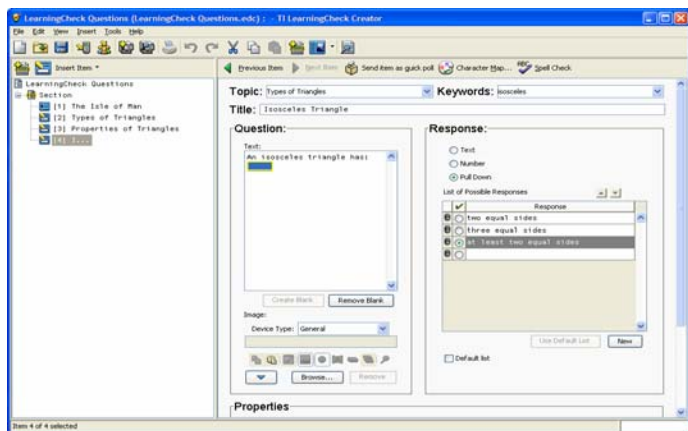 LearningCheck Questions (LearningCheck Questions.edc) : - TI LearningCheck Creator
File Edit View Insert Tools Help
Insert Item
Previous Item Next Item Send item as quick poll Character Map... ABC Spell Check
LearningCheck Questions
Section
[1] The Isle of Man
[2] Types of Triangles
[3] Properties of Triangles
[4] I...
Topic: Types of Triangles Keywords: isosceles
Title: Isosceles Triangle
Question:
Text:
An isosceles triangle has:
Create Blank Remove Blank
Image:
Device Type: General
Browse... Remove
Response:
Text
Number
Pull Down
List of Possible Responses
Response
two equal sides
three equal sides
at least two equal sides
Use Default List New
Default list
Properties
Item 4 of 4 selected